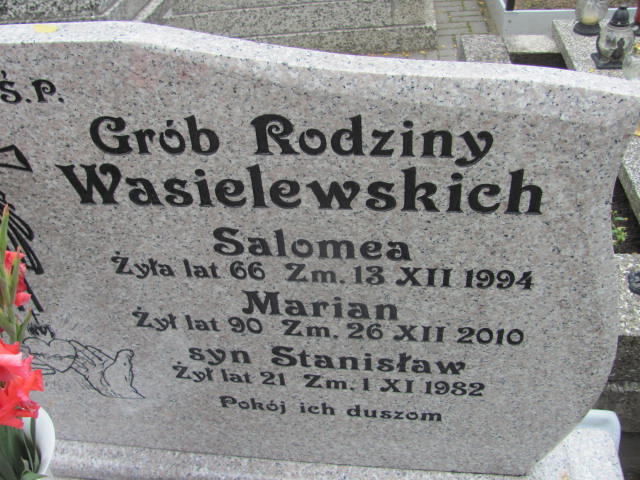 Ś.P.
Grób Rodziny
Wasielewskich
Salomea
Żyła lat 66 Zm. 13 XII 1994
Marian
Żył lat 90 Zm. 26 XII 2010
syn Stanisław
Żył lat 21 Zm. 1 XI 1982
Pokój ich duszom